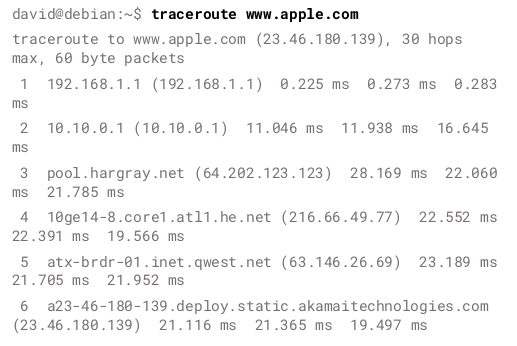 david@debian:~$ traceroute www.apple.com
traceroute to www.apple.com (23.46.180.139), 30 hops
max, 60 byte packets
1 192.168.1.1 (192.168.1.1) 0.225 ms 0.273 ms 0.283
ms
2 10.10.0.1 (10.10.0.1) 11.046 ms 11.938 ms 16.645
ms
3 pool.hargray.net (64.202.123.123) 28.169 ms 22.060
ms 21.785 ms
4 10ge14-8.core1.atl1.he.net (216.66.49.77) 22.552 ms
22.391 ms 19.566 ms
5 atx-brdr-01.inet.qwest.net (63.146.26.69) 23.189 ms
21.705 ms 21.952 ms
6 a23-46-180-139.deploy.static.akamaitechnologies.com
(23.46.180.139) 21.116 ms 21.365 ms 19.497 ms